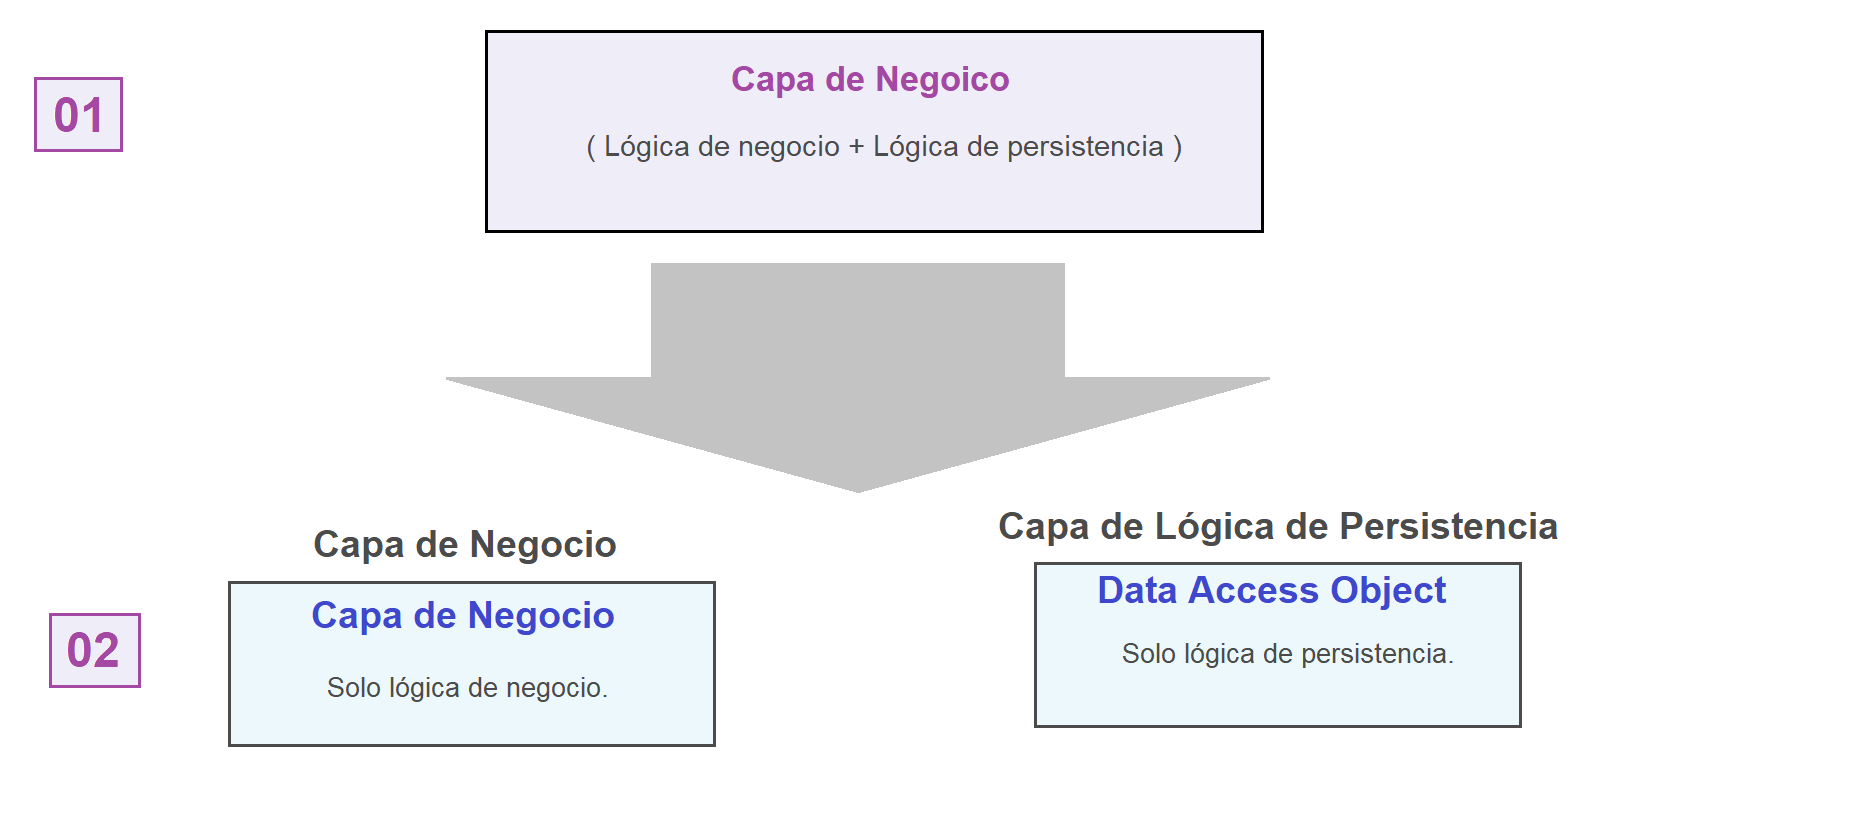 01
Capa de Negoico
( Lógica de negocio + Lógica de persistencia )
Capa de Negocio
Capa de Lógica de Persistencia
02
Capa de Negocio
Solo lógica de negocio.
Data Access Object
Solo lógica de persistencia.